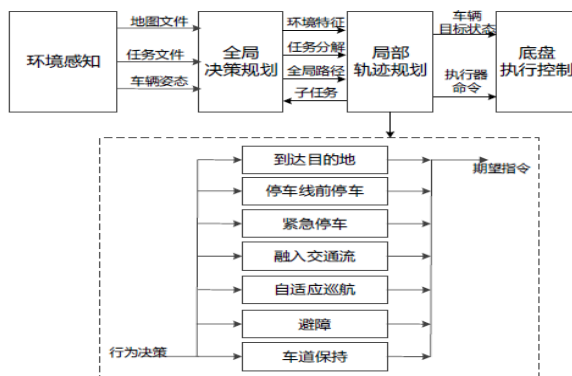 环境感知
地图文件
任务文件
车辆姿态
全局
决策规划
环境特征
任务分解
全局路径
子任务
局部
轨迹规划
车辆
目标状态
执行器
命令
底盘
执行控制
到达目的地
停车线前停车
紧急停车
融入交通流
自适应巡航
避障
车道保持
行为决策
期望指令